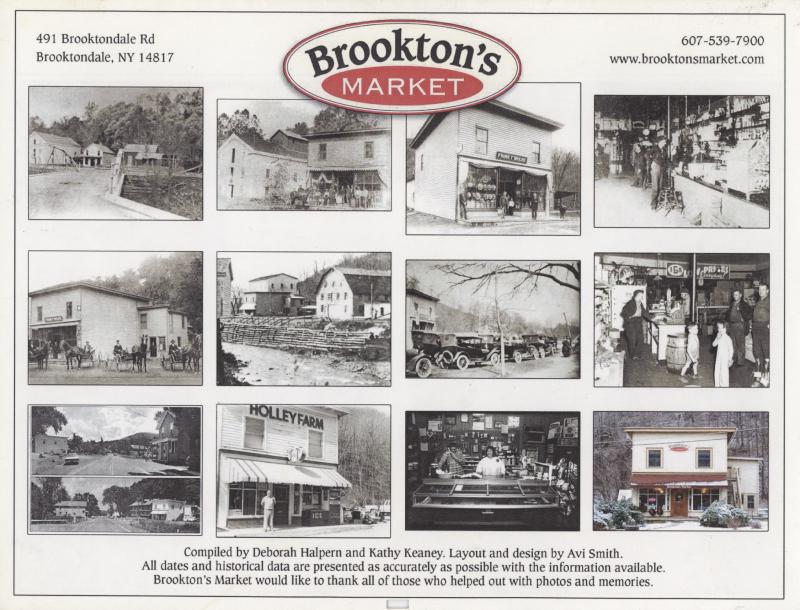 491 Brooktondale Rd
Brooktondale, NY 14817
Brookton's
MARKET
607-539-7900
www.brooktonsmarket.com
HOLLEY FARM
ICE
Compiled by Deborah Halpern and Kathy Keaney. Layout and design by Avi Smith.
All dates and historical data are presented as accurately as possible with the information available.
Brookton's Market would like to thank all of those who helped out with photos and memories.